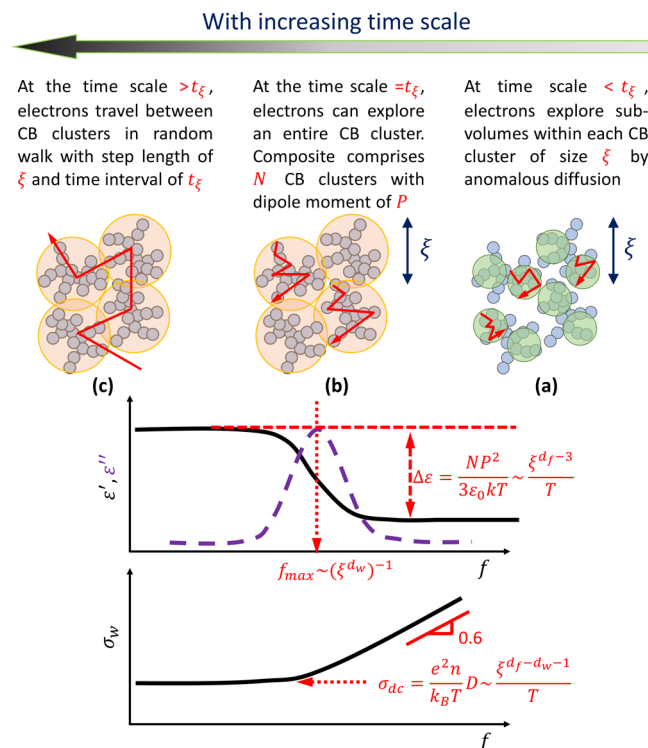 With increasing time scale
At the time scale >t_ξ ,
electrons travel between
CB clusters in random
walk with step length of
ξ and time interval of t_ξ
At the time scale =t_ξ,
electrons can explore
an entire CB cluster.
Composite comprises
N CB clusters with
dipole moment of P
At time scale < t_ξ ,
electrons explore sub-
volumes within each CB
cluster of size ξ by
anomalous diffusion
ξ
ξ
(c)
(b)
(a)
ε′, ε′′
Δε = NP²/3ε₀kT ~ ξ^{d_f−3}/T
f_max~(ξ^{d_w})⁻¹
f
σ_w
0.6
σ_dc = e²n/k_BT D~ ξ^{d_f−d_w−1}/T
f